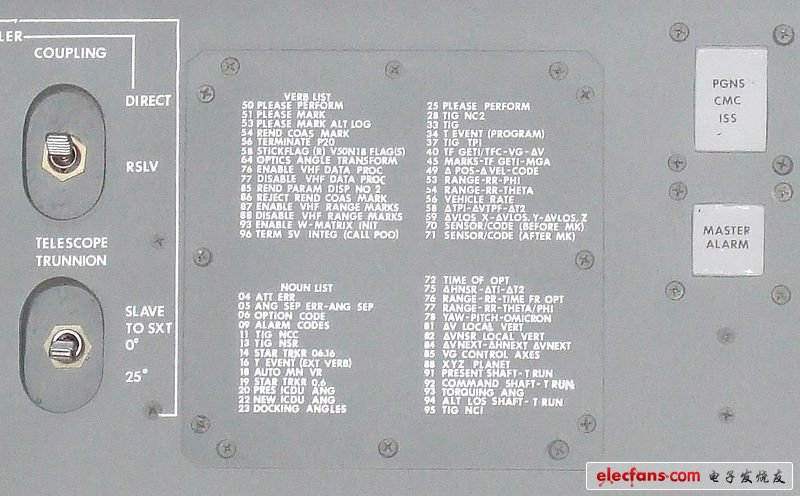 LER
COUPLING
DIRECT
RSLV
TELESCOPE
TRUNNION
SLAVE
TO SXT
0°
25°
VERB LIST
50 PLEASE PERFORM
51 PLEASE MARK
53 PLEASE MARK ALT LOG
54 REND COAS MARK
56 TERMINATE P20
58 STICKFLAG (R) V50N18 FLAG(S)
64 OPTICS ANGLE TRANSFORM
76 ENABLE VHF DATA PROC
77 DISABLE VHF DATA PROC
85 REND PARAM DISP NO 2
86 REJECT REND COAS MARK
87 ENABLE VHF RANGE MARKS
88 DISABLE VHF RANGE MARKS
93 ENABLE W-MATRIX INIT
96 TERM SV INTEG (CALL POO)
NOUN LIST
04 ATT ERR
05 ANG SEP ERR-ANG SEP
06 OPTION CODE
09 ALARM CODES
11 TIG NCC
13 TIG NSR
14 STAR TRKR 06.16
16 T EVENT (EXT VERB)
18 AUTO MN VR
19 STAR TRKR 0.6
20 PRES ICDU ANG
22 NEW ICDU ANG
23 DOCKING ANGLES
25 PLEASE PERFORM
28 TIG NC2
33 TIG
34 T EVENT (PROGRAM)
37 TIG TPI
40 TF GETI/TFC-VG-ΔV
45 MARKS-TF GETI-MGA
49 Δ POS-Δ VEL-CODE
53 RANGE-RR-PHI
54 RANGE-RR-THETA
56 VEHICLE RATE
58 ΔTPI-ΔVTPF-ΔT2
59 ΔVLOS X-ΔVLOS, Y-ΔVLOS, Z
70 SENSOR/CODE (BEFORE MK)
71 SENSOR/CODE (AFTER MK)
72 TIME OF OPT
75 ΔHNSR-ΔTI-ΔT2
76 RANGE-RR-TIME FR OPT
77 RANGE-RR-THETA/PHI
78 YAW-PITCH-OMICRON
81 ΔV LOCAL VERT
82 ΔVNSR LOCAL VERT
84 ΔVNEXT-ΔHNEXT ΔVNEXT
85 VG CONTROL AXES
88 XYZ PLANET
91 PRESENT SHAFT-T RUN
92 COMMAND SHAFT-T RUN
93 TORQUING ANG
94 ALT LOS SHAFT-T RUN
95 TIG NCI
PGNS
CMC
ISS
MASTER
ALARM
elecfans.com 电子发烧友